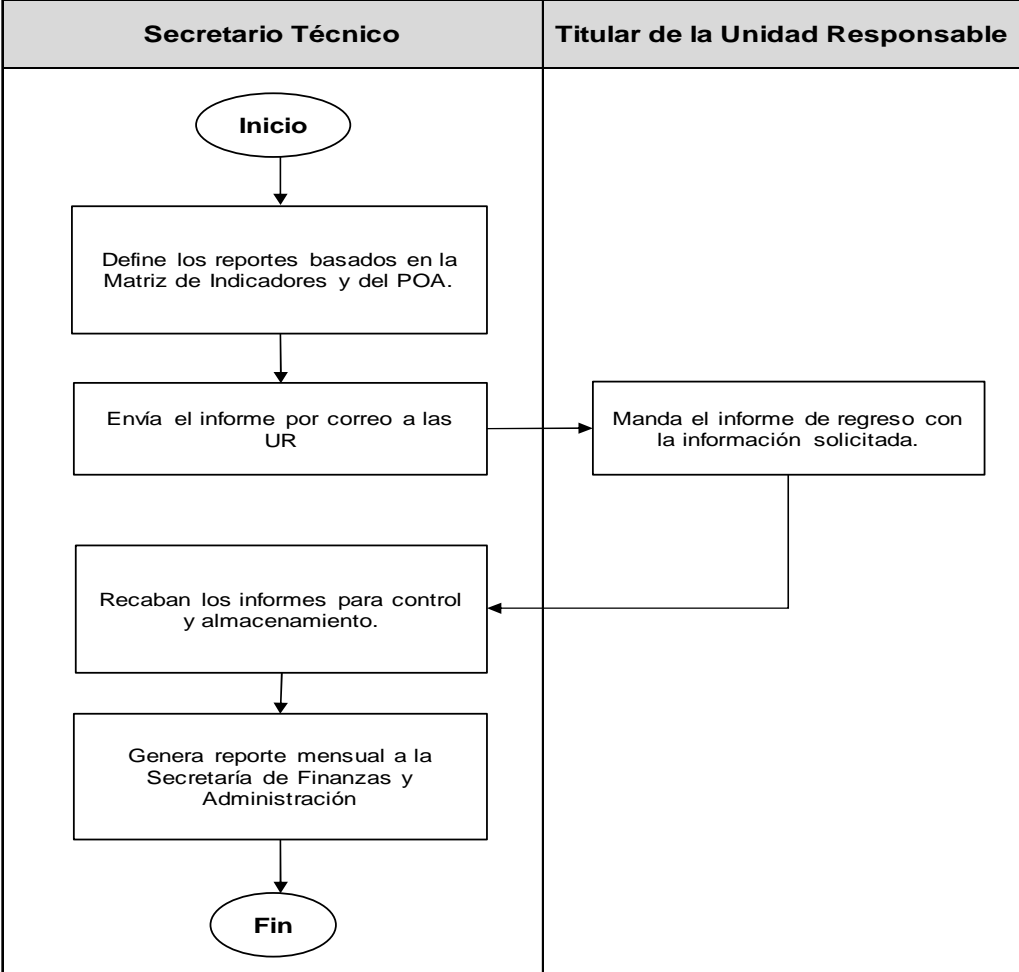 Secretario Técnico
Titular de la Unidad Responsable
Inicio
Define los reportes basados en la
Matriz de Indicadores y del POA.
Envía el informe por correo a las
UR
Manda el informe de regreso con
la información solicitada.
Recaban los informes para control
y almacenamiento.
Genera reporte mensual a la
Secretaría de Finanzas y
Administración
Fin